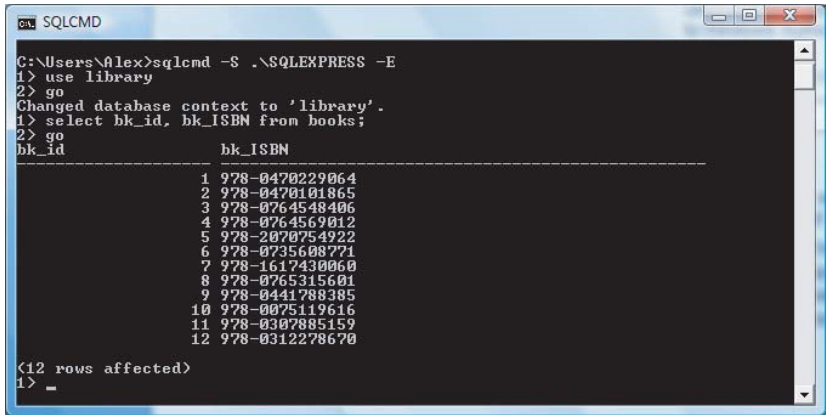 SQLCMD
C:\Users\Alex>sqlcmd -S .\SQLEXPRESS -E
1> use library
2> go
Changed database context to 'library'.
1> select bk_id, bk_ISBN from books;
2> go
bk_id bk_ISBN
-------------------- --------------------------------------------------
1 978-0470229064
2 978-0470101865
3 978-0764548406
4 978-0764569012
5 978-2070754922
6 978-0735608771
7 978-1617430060
8 978-0765315601
9 978-0441788385
10 978-0075119616
11 978-0307885159
12 978-0312278670
(12 rows affected)
1> _